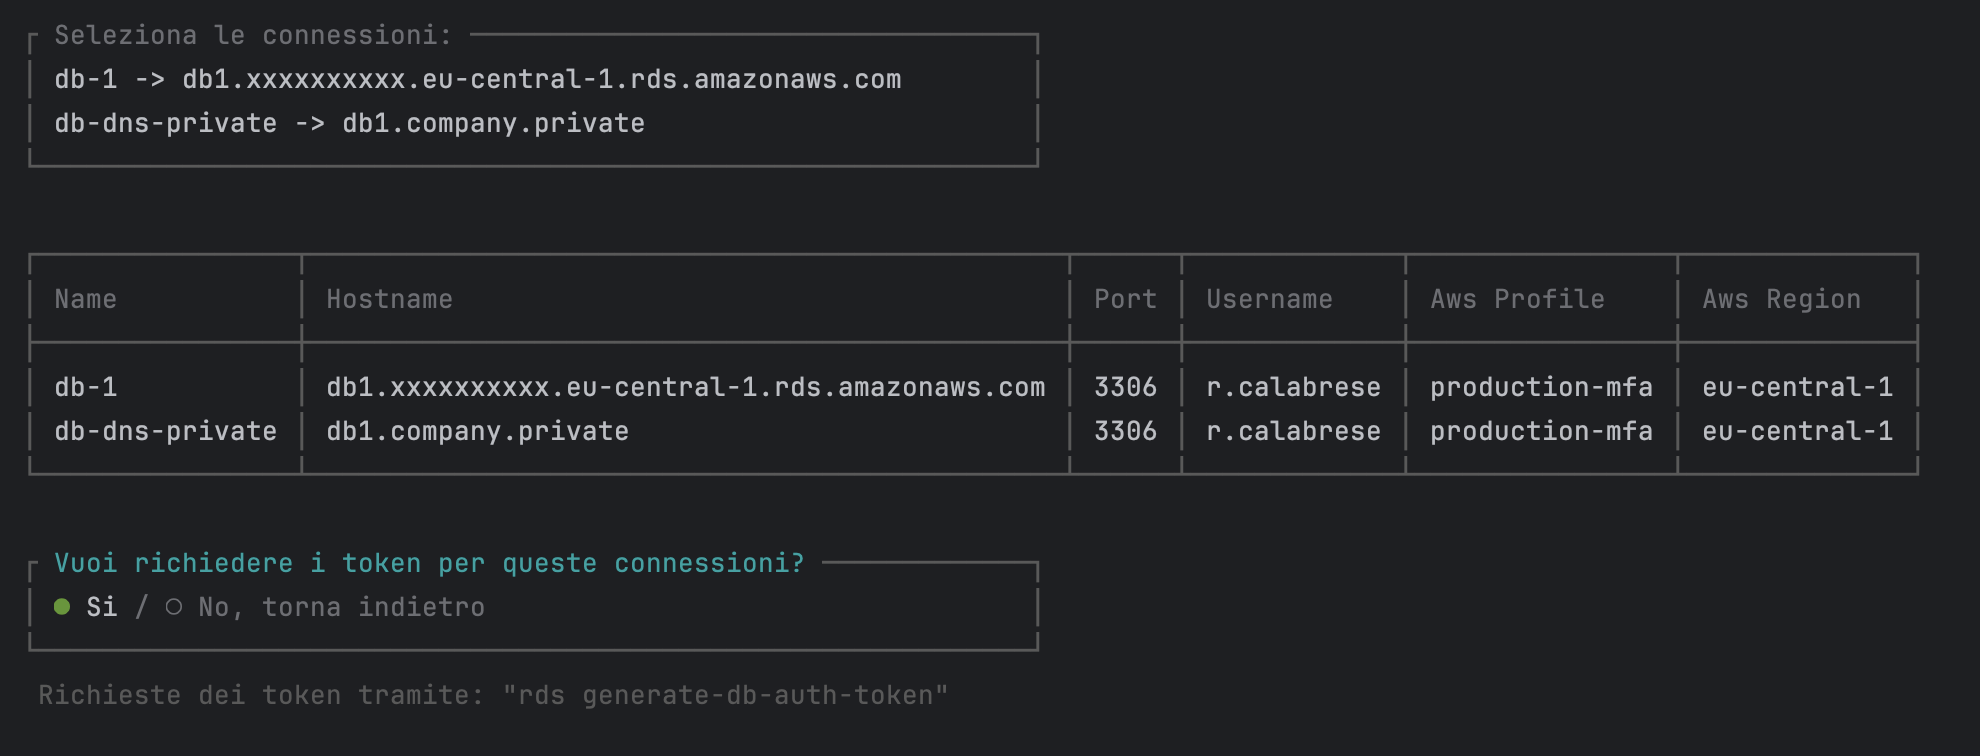 Seleziona le connessioni:
db-1 -> db1.xxxxxxxxxx.eu-central-1.rds.amazonaws.com
db-dns-private -> db1.company.private
Name Hostname Port Username Aws Profile Aws Region
db-1 db1.xxxxxxxxxx.eu-central-1.rds.amazonaws.com 3306 r.calabrese production-mfa eu-central-1
db-dns-private db1.company.private 3306 r.calabrese production-mfa eu-central-1
Vuoi richiedere i token per queste connessioni?
● Si / ○ No, torna indietro
Richieste dei token tramite: "rds generate-db-auth-token"